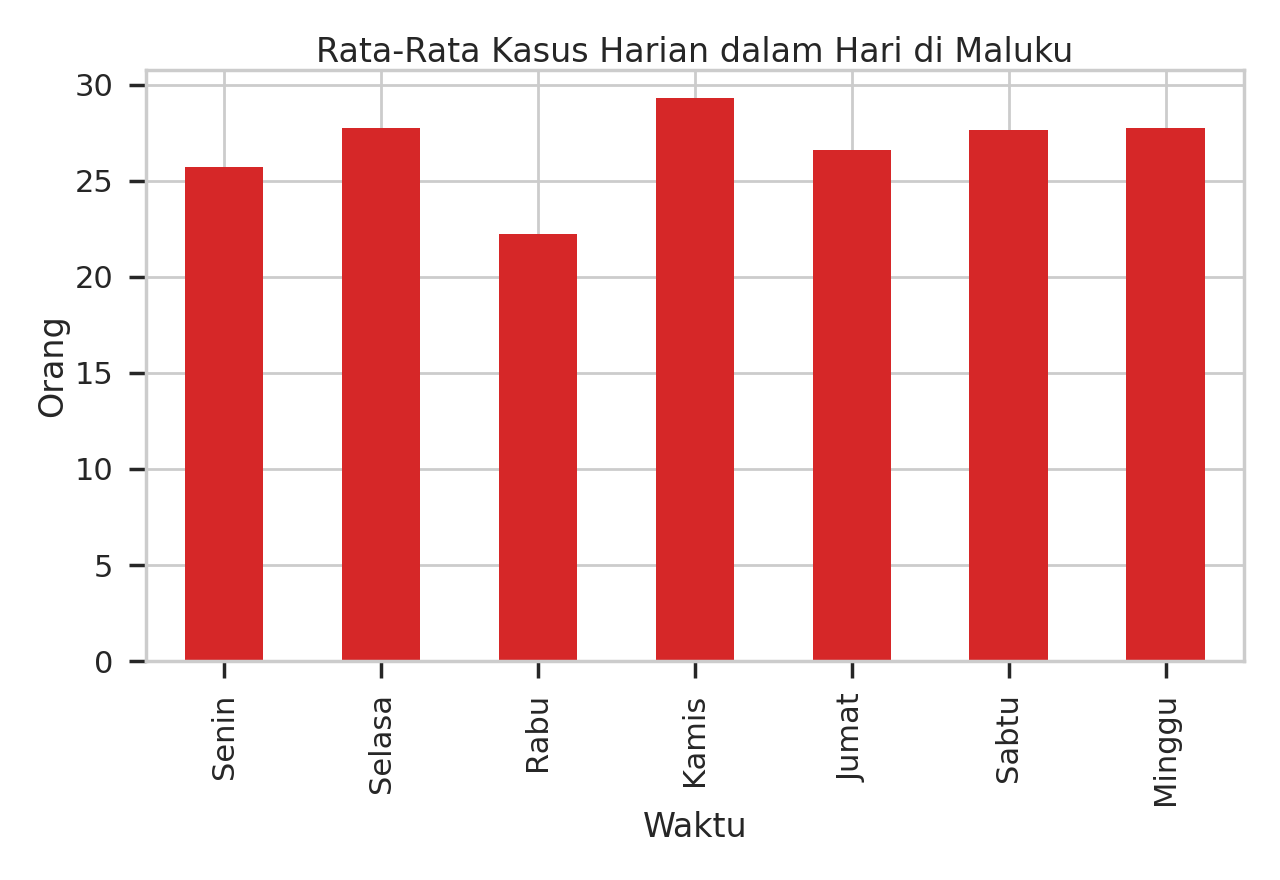 Rata-Rata Kasus Harian dalam Hari di Maluku
30
25
20
15
10
5
0
Orang
Senin
Selasa
Rabu
Kamis
Jumat
Sabtu
Minggu
Waktu